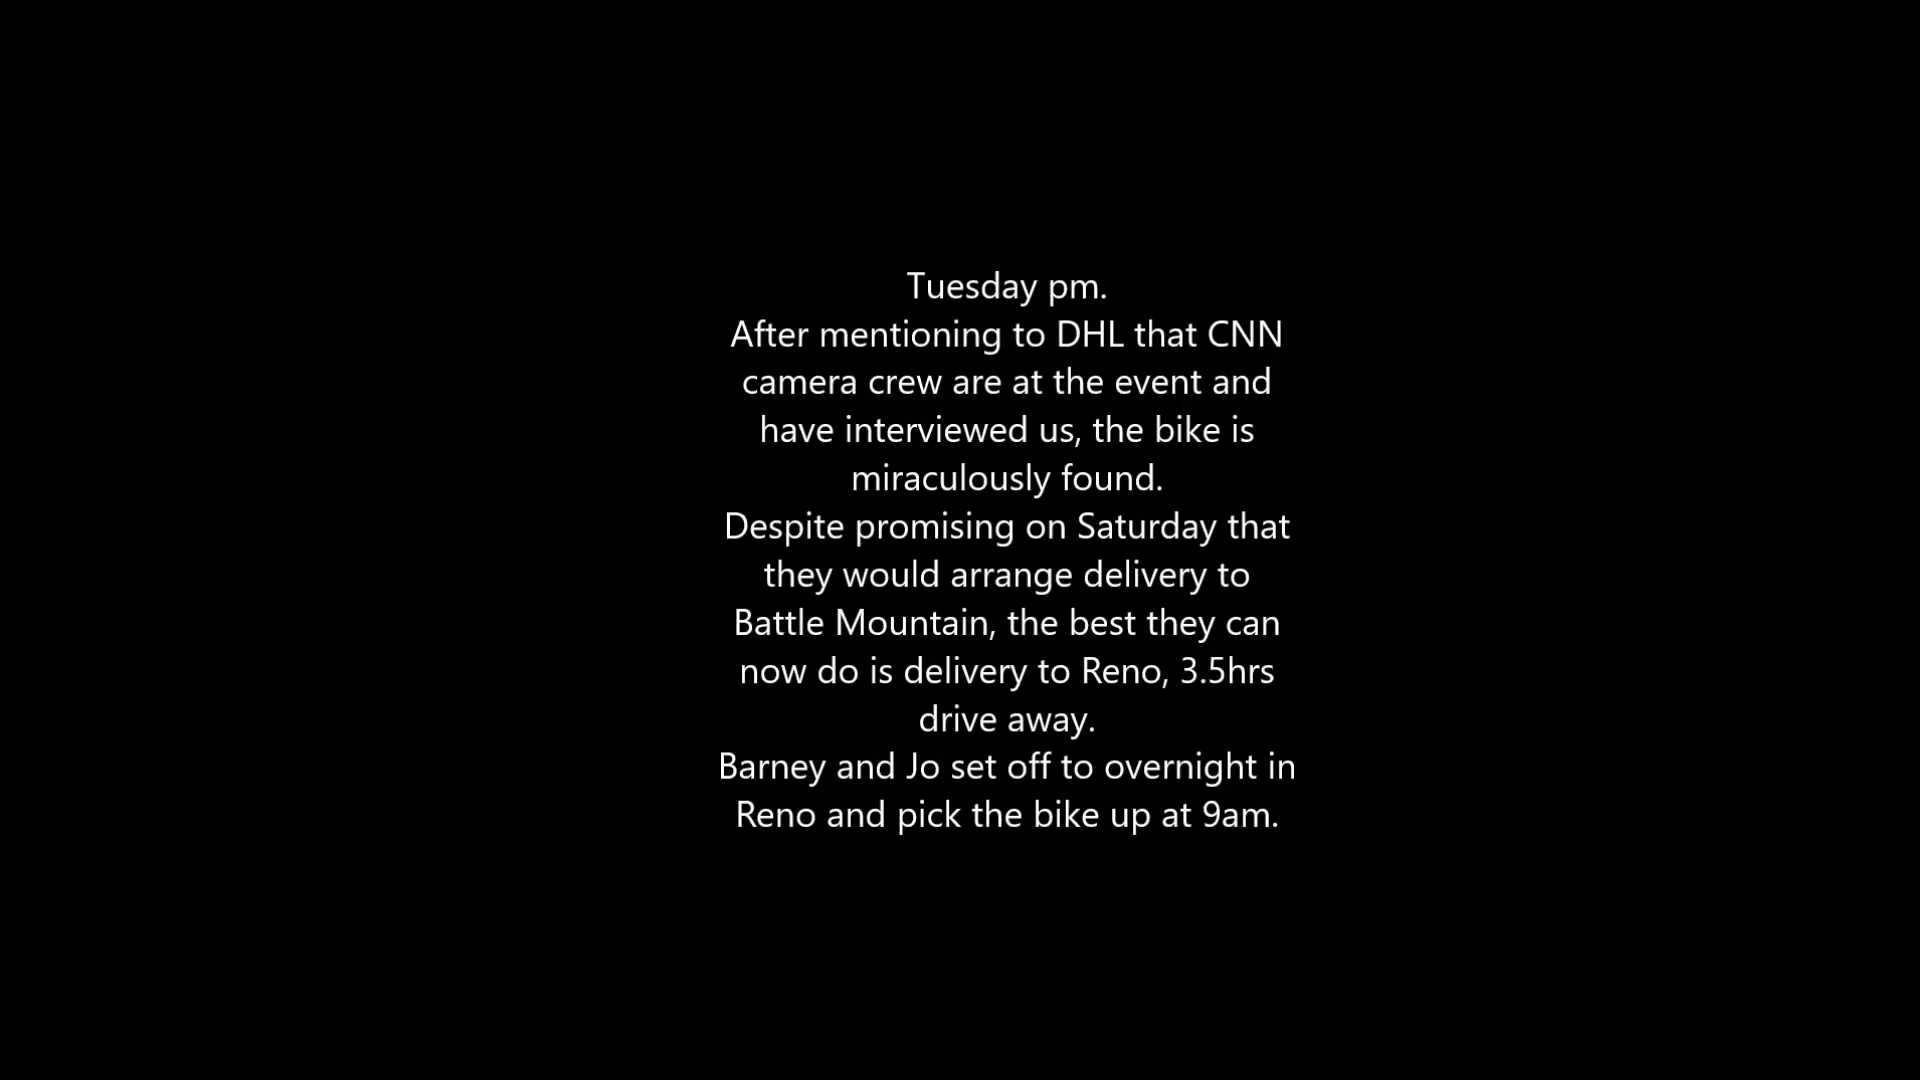 Tuesday pm.
After mentioning to DHL that CNN
camera crew are at the event and
have interviewed us, the bike is
miraculously found.
Despite promising on Saturday that
they would arrange delivery to
Battle Mountain, the best they can
now do is delivery to Reno, 3.5hrs
drive away.
Barney and Jo set off to overnight in
Reno and pick the bike up at 9am.